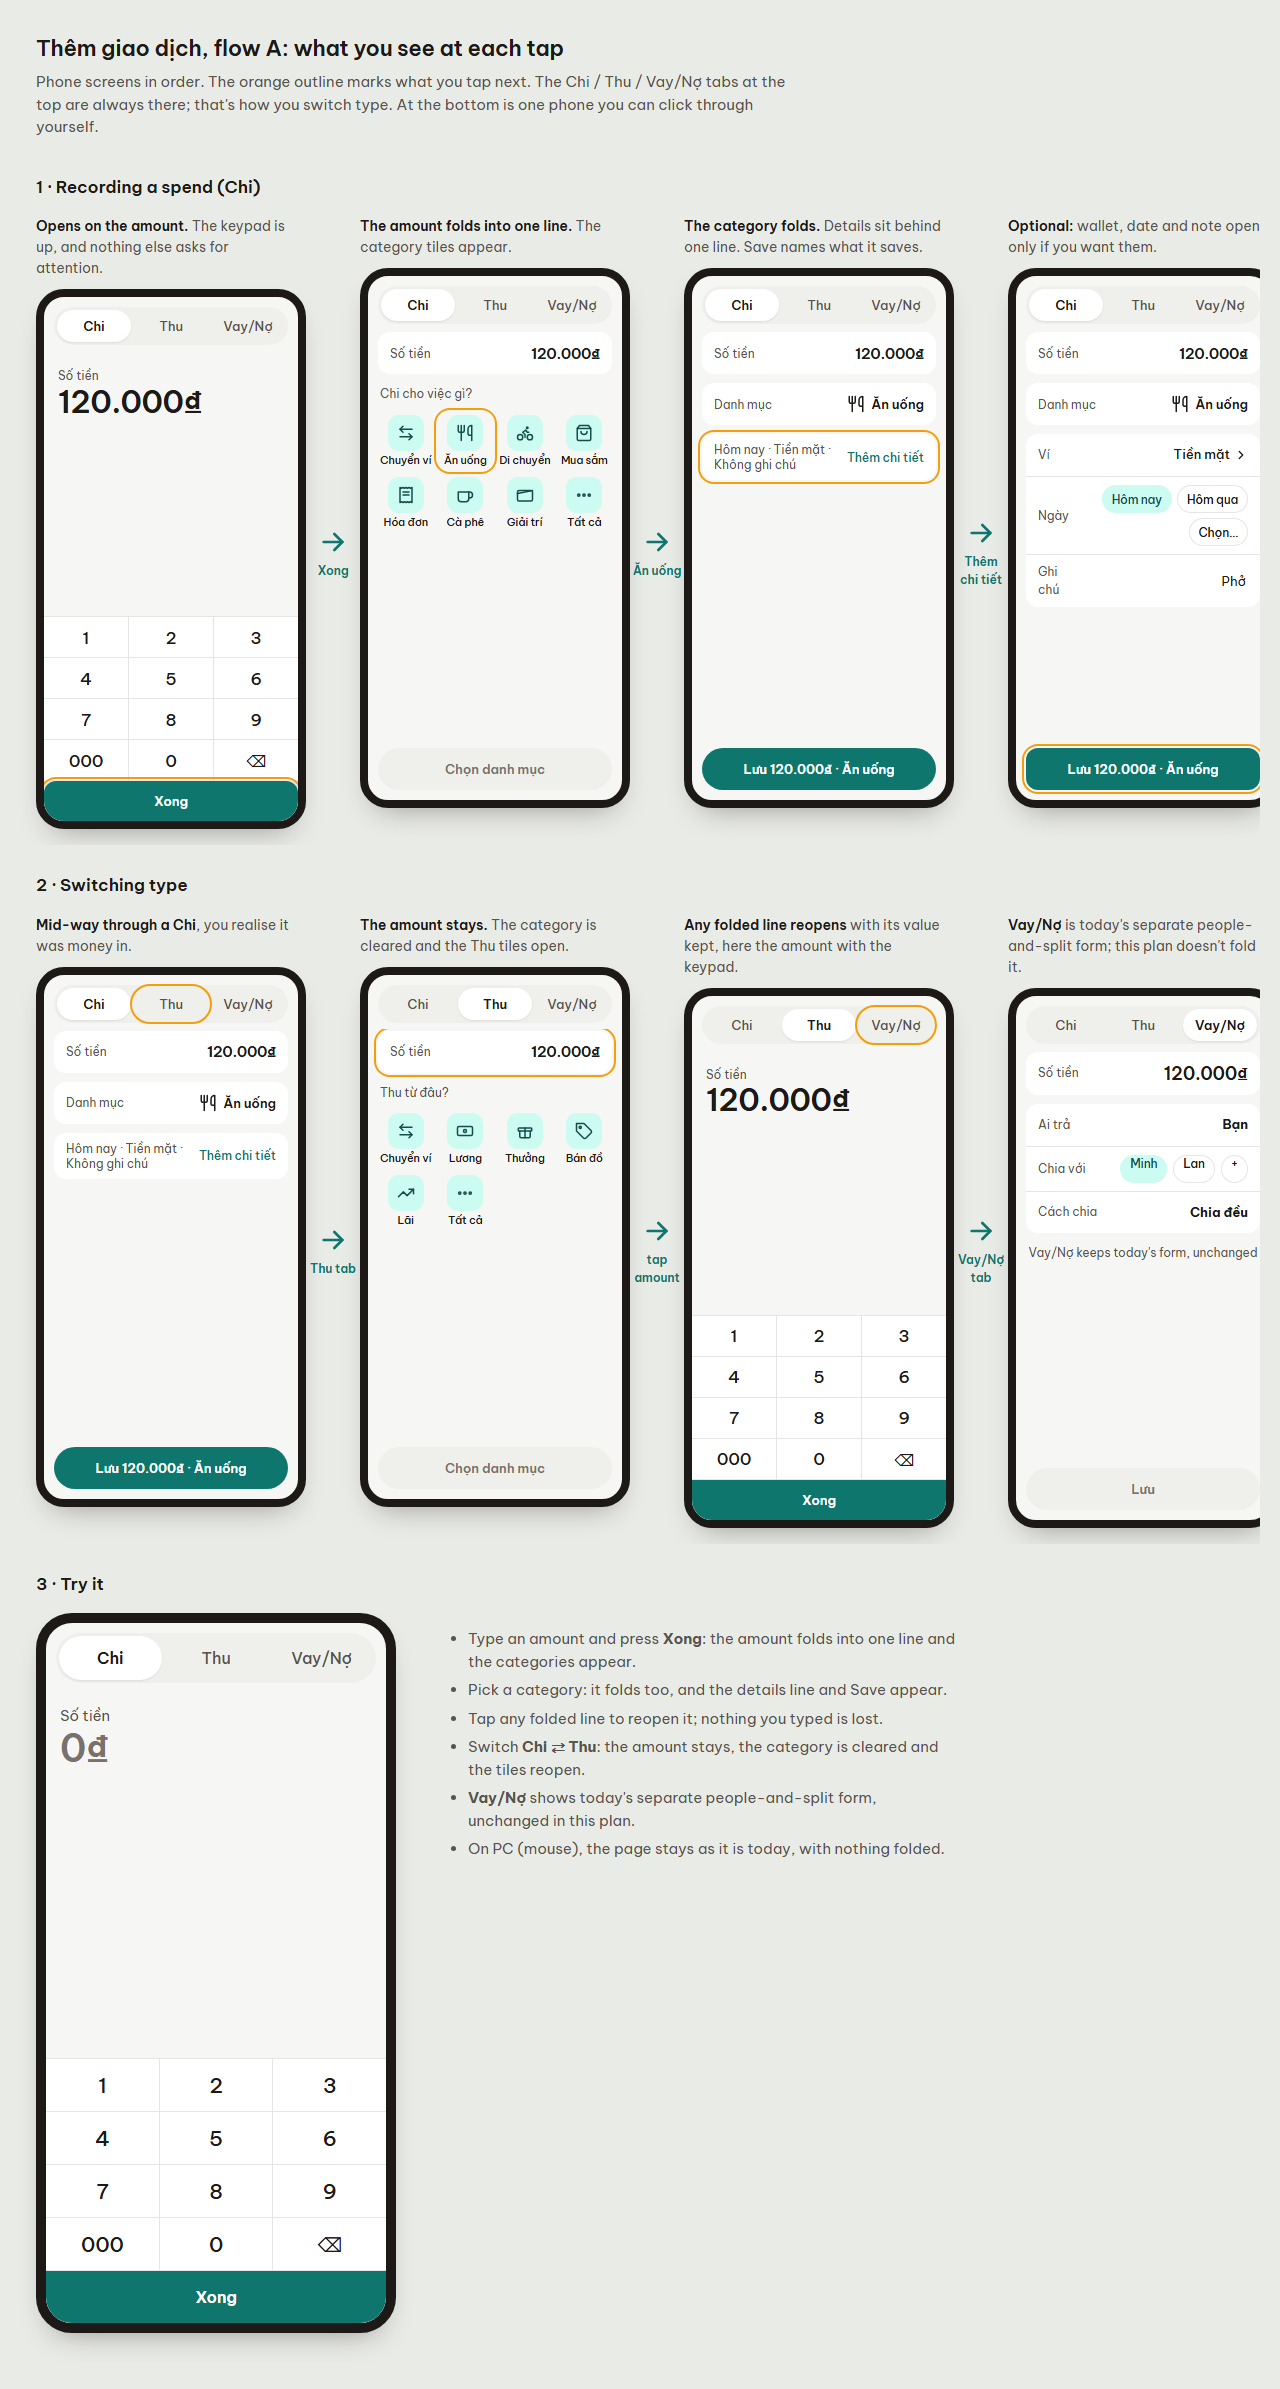 Thêm giao dịch, flow A: what you see at each tap
Phone screens in order. The orange outline marks what you tap next. The Chi / Thu / Vay/Nợ tabs at the
top are always there; that's how you switch type. At the bottom is one phone you can click through
yourself.
1 · Recording a spend (Chi)
Opens on the amount. The keypad is
up, and nothing else asks for
attention.
Chi Thu Vay/Nợ
Số tiền
120.000₫
1 2 3
4 5 6
7 8 9
000 0 ⌫
Xong
→
Xong
The amount folds into one line. The
category tiles appear.
Chi Thu Vay/Nợ
Số tiền 120.000₫
Chi cho việc gì?
Chuyển ví Ăn uống Di chuyển Mua sắm
Hóa đơn Cà phê Giải trí Tất cả
Chọn danh mục
→
Ăn uống
The category folds. Details sit behind
one line. Save names what it saves.
Chi Thu Vay/Nợ
Số tiền 120.000₫
Danh mục Ăn uống
Hôm nay · Tiền mặt ·
Không ghi chú
Thêm chi tiết
Lưu 120.000₫ · Ăn uống
→
Thêm
chi tiết
Optional: wallet, date and note open
only if you want them.
Chi Thu Vay/Nợ
Số tiền 120.000₫
Danh mục Ăn uống
Ví Tiền mặt ›
Ngày Hôm nay Hôm qua
Chọn...
Ghi
chú
Phở
Lưu 120.000₫ · Ăn uống
2 · Switching type
Mid-way through a Chi, you realise it
was money in.
Chi Thu Vay/Nợ
Số tiền 120.000₫
Danh mục Ăn uống
Hôm nay · Tiền mặt ·
Không ghi chú
Thêm chi tiết
Lưu 120.000₫ · Ăn uống
→
Thu tab
The amount stays. The category is
cleared and the Thu tiles open.
Chi Thu Vay/Nợ
Số tiền 120.000₫
Thu từ đâu?
Chuyển ví Lương Thưởng Bán đồ
Lãi Tất cả
Chọn danh mục
→
tap
amount
Any folded line reopens with its value
kept, here the amount with the
keypad.
Chi Thu Vay/Nợ
Số tiền
120.000₫
1 2 3
4 5 6
7 8 9
000 0 ⌫
Xong
→
Vay/Nợ
tab
Vay/Nợ is today's separate people-
and-split form; this plan doesn't fold
it.
Chi Thu Vay/Nợ
Số tiền 120.000₫
Ai trả Bạn
Chia với Minh Lan +
Cách chia Chia đều
Vay/Nợ keeps today's form, unchanged
Lưu
3 · Try it
Chi Thu Vay/Nợ
Số tiền
0₫
1 2 3
4 5 6
7 8 9
000 0 ⌫
Xong
• Type an amount and press Xong: the amount folds into one line and
the categories appear.
• Pick a category: it folds too, and the details line and Save appear.
• Tap any folded line to reopen it; nothing you typed is lost.
• Switch Chi ⇄ Thu: the amount stays, the category is cleared and
the tiles reopen.
• Vay/Nợ shows today's separate people-and-split form,
unchanged in this plan.
• On PC (mouse), the page stays as it is today, with nothing folded.